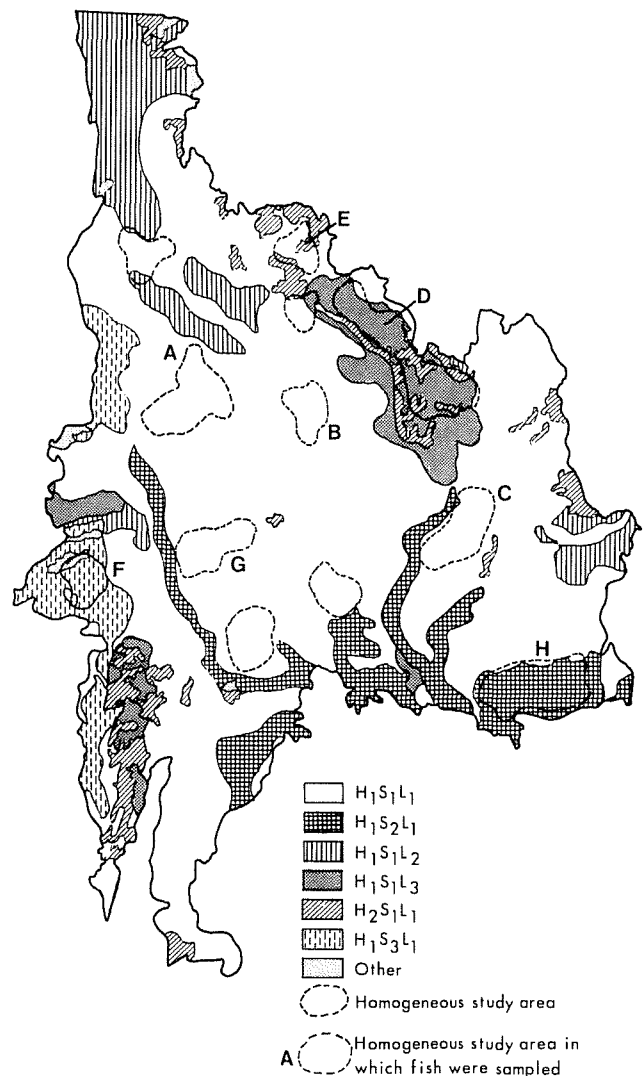 E
D
A
B
C
G
F
H
H₁S₁L₁
H₁S₂L₁
H₁S₁L₂
H₁S₁L₃
H₂S₁L₁
H₁S₃L₁
Other
Homogeneous study area
A Homogeneous study area in
which fish were sampled